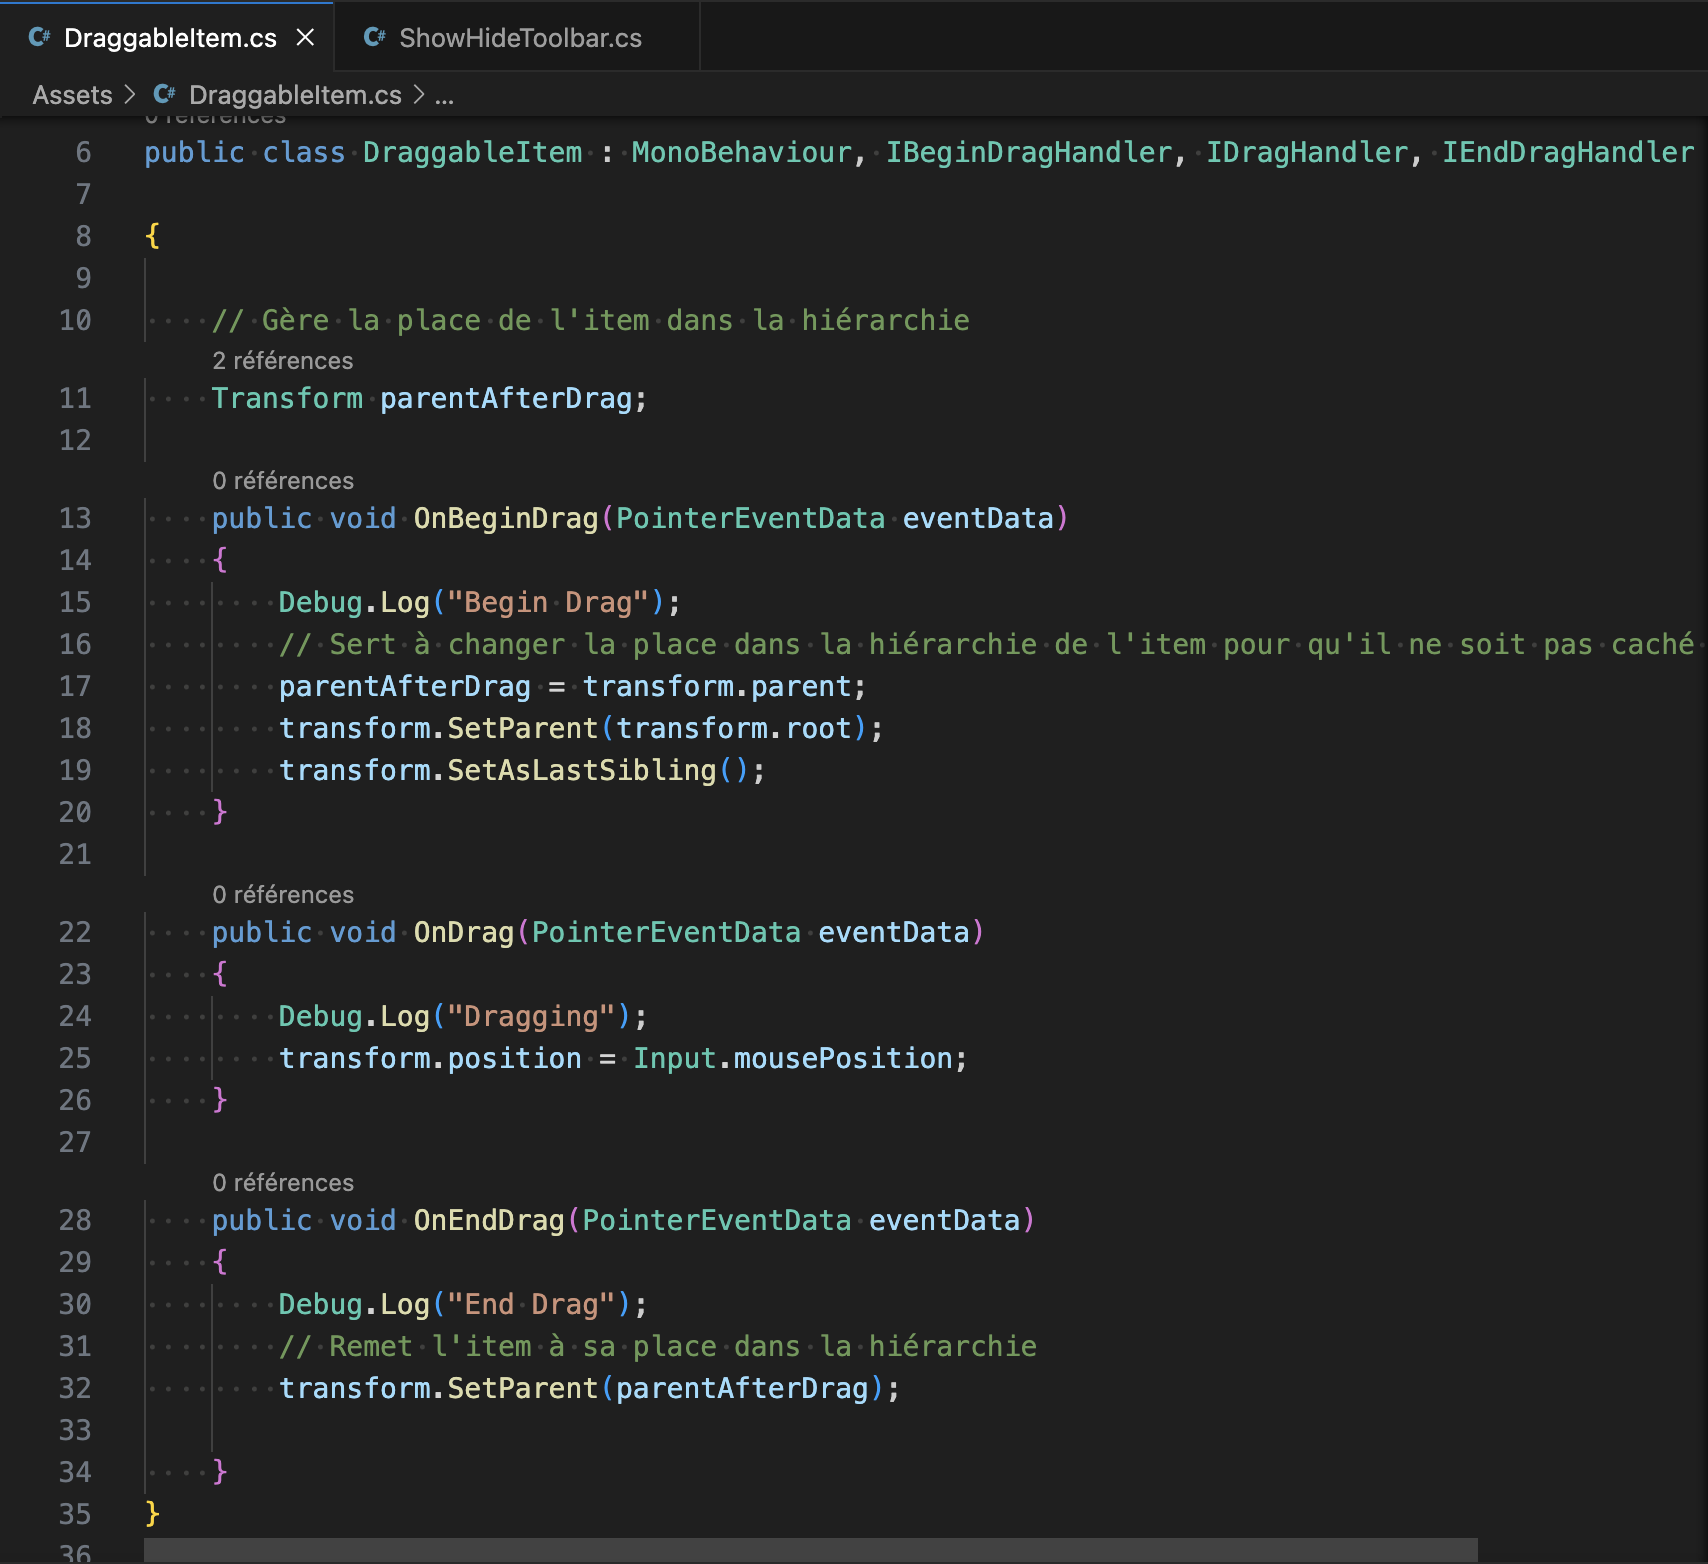 C# DraggableItem.cs × C# ShowHideToolbar.cs
Assets > C# DraggableItem.cs > ...
0 références
6 public class DraggableItem : MonoBehaviour, IBeginDragHandler, IDragHandler, IEndDragHandler
7
8 {
9
10 // Gère la place de l'item dans la hiérarchie
2 références
11 Transform parentAfterDrag;
12
0 références
13 public void OnBeginDrag(PointerEventData eventData)
14 {
15 Debug.Log("Begin Drag");
16 // Sert à changer la place dans la hiérarchie de l'item pour qu'il ne soit pas caché
17 parentAfterDrag = transform.parent;
18 transform.SetParent(transform.root);
19 transform.SetAsLastSibling();
20 }
21
0 références
22 public void OnDrag(PointerEventData eventData)
23 {
24 Debug.Log("Dragging");
25 transform.position = Input.mousePosition;
26 }
27
0 références
28 public void OnEndDrag(PointerEventData eventData)
29 {
30 Debug.Log("End Drag");
31 // Remet l'item à sa place dans la hiérarchie
32 transform.SetParent(parentAfterDrag);
33
34 }
35 }
36